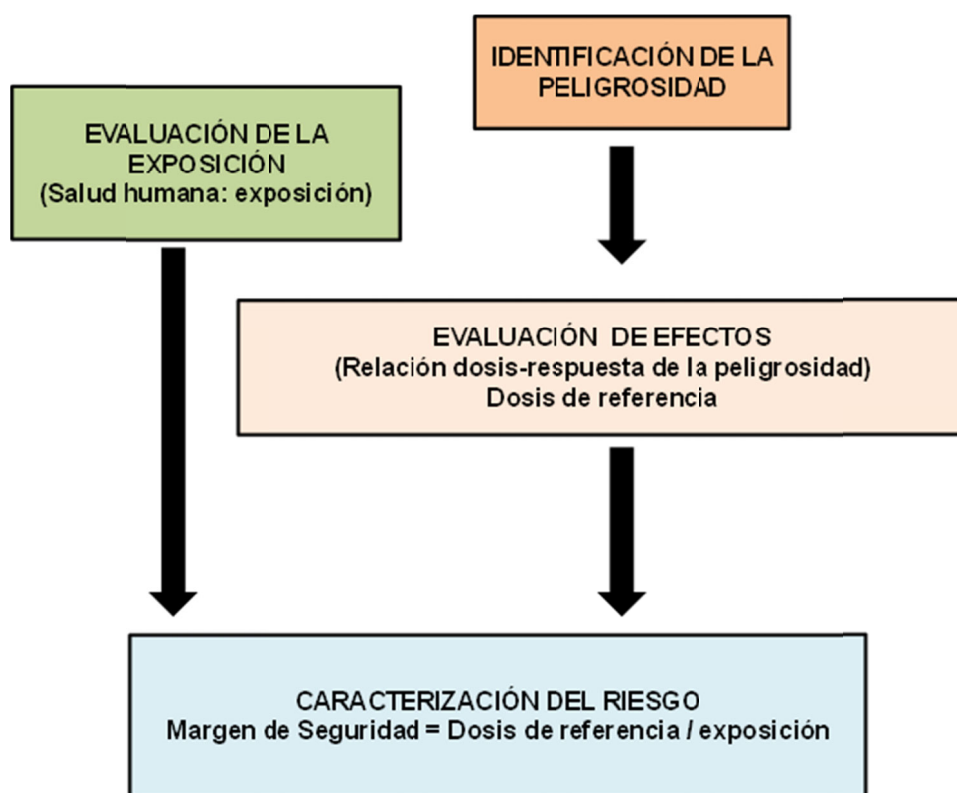 IDENTIFICACIÓN DE LA
PELIGROSIDAD
EVALUACIÓN DE LA
EXPOSICIÓN
(Salud humana: exposición)
EVALUACIÓN DE EFECTOS
(Relación dosis-respuesta de la peligrosidad)
Dosis de referencia
CARACTERIZACIÓN DEL RIESGO
Margen de Seguridad = Dosis de referencia / exposición